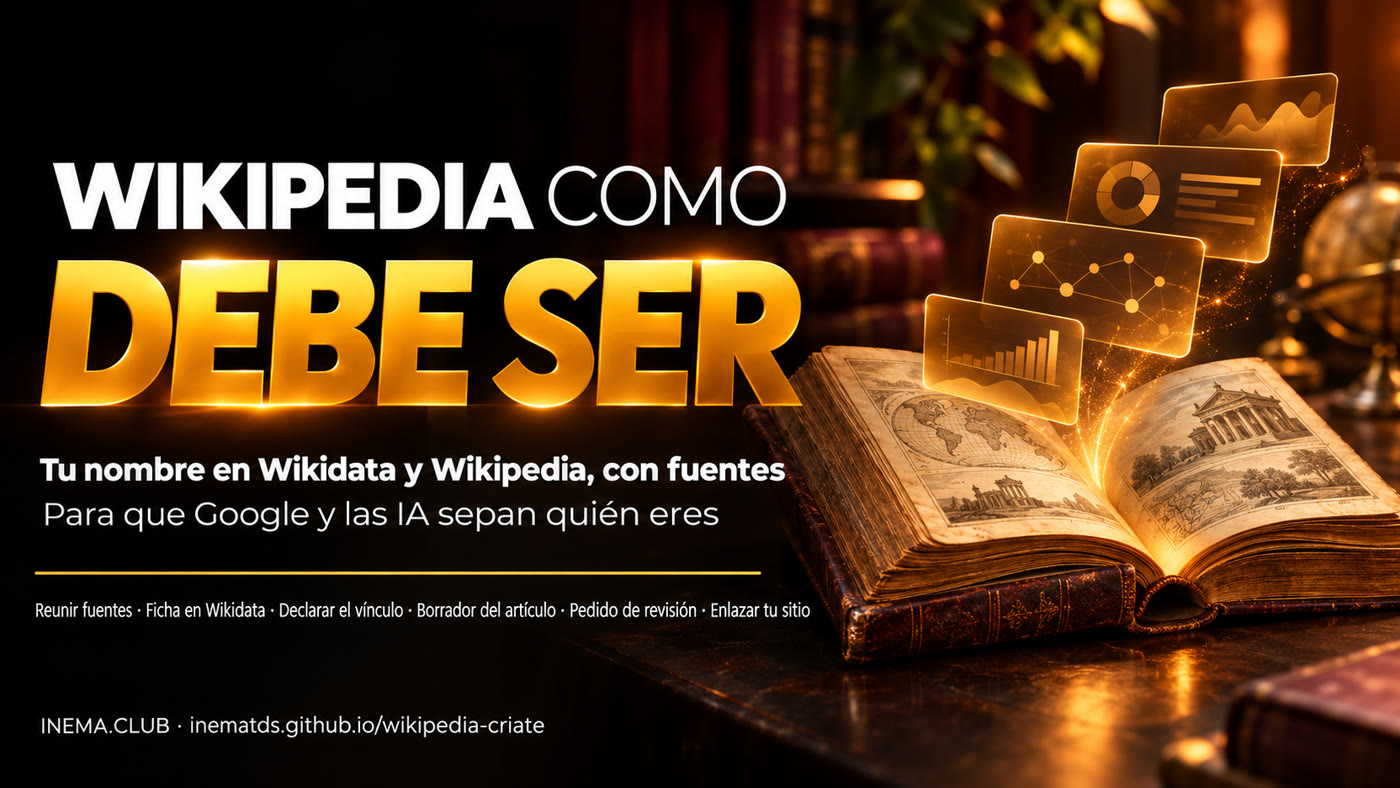 WIKIPEDIA COMO
DEBE SER
Tu nombre en Wikidata y Wikipedia, con fuentes
Para que Google y las IA sepan quién eres
Reunir fuentes · Ficha en Wikidata · Declarar el vínculo · Borrador del artículo · Pedido de revisión · Enlazar tu sitio
INEMA.CLUB · inematds.github.io/wikipedia-criate